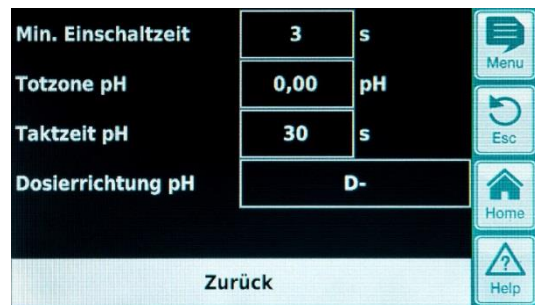 Min. Einschaltzeit 3 s
Menu
Totzone pH 0,00 pH
Esc
Taktzeit pH 30 s
Dosierrichtung pH D-
Home
Zurück
? Help